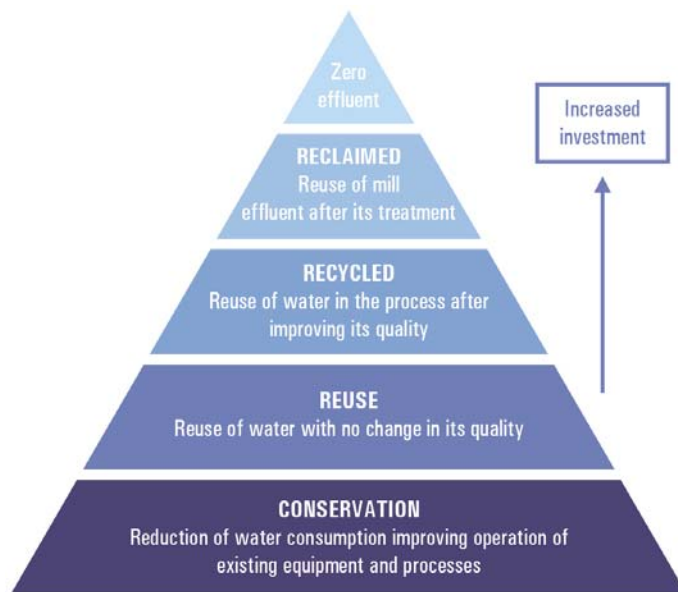 Zero
effluent
Increased
investment
RECLAIMED
Reuse of mill
effluent after its treatment
RECYCLED
Reuse of water in the process after
improving its quality
REUSE
Reuse of water with no change in its quality
CONSERVATION
Reduction of water consumption improving operation of
existing equipment and processes